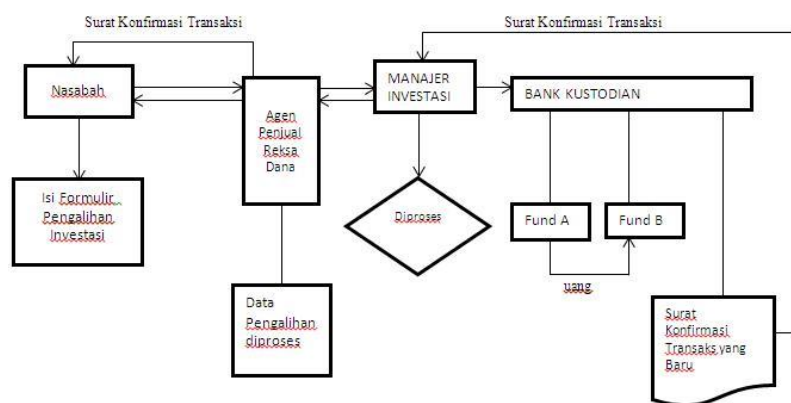 Surat Konfirmasi Transaksi
Surat Konfirmasi Transaksi
Nasabah
Agen
Penjual
Reksa
Dana
MANAJER
INVESTASI
BANK KUSTODIAN
Isi Formulir
Pengalihan
Investasi
Diproses
Fund A
Fund B
uang
Data
Pengalihan
diproses
Surat
Konfirmasi
Transaks yang
Baru